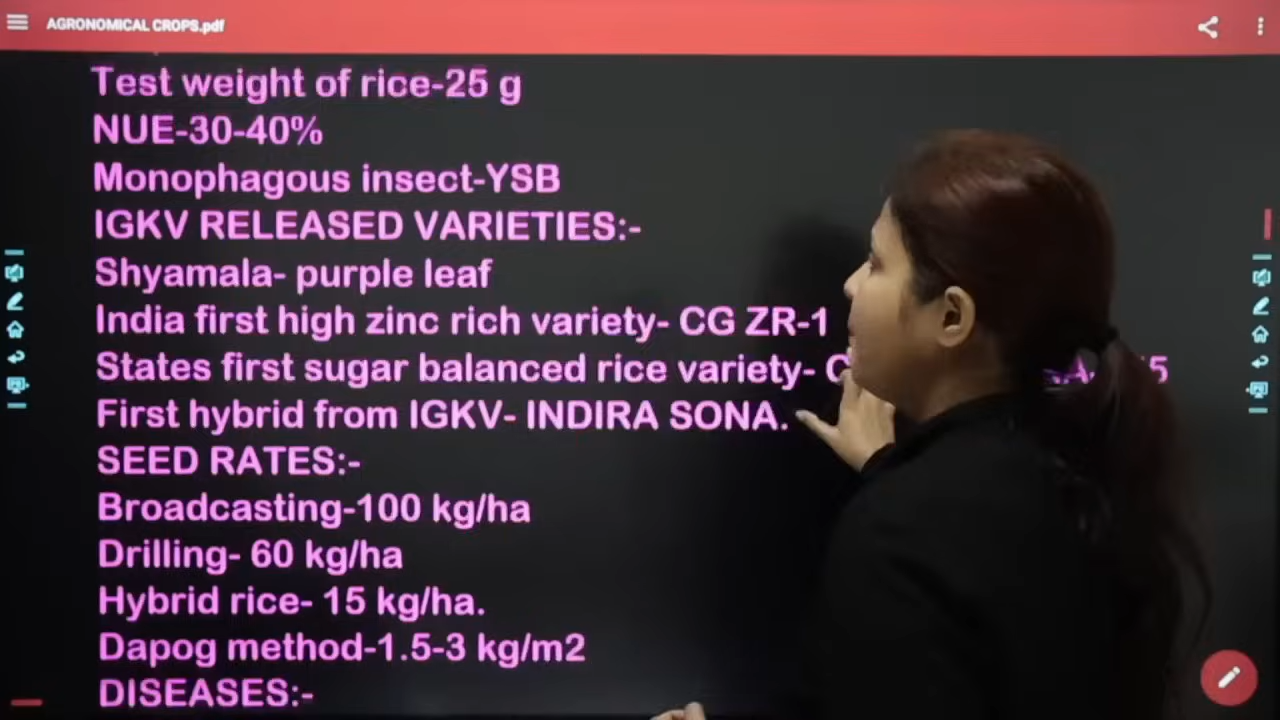 AGRONOMICAL CROPS.pdf
Test weight of rice-25 g
NUE-30-40%
Monophagous insect-YSB
IGKV RELEASED VARIETIES:-
Shyamala- purple leaf
India first high zinc rich variety- CG ZR-1
States first sugar balanced rice variety-
First hybrid from IGKV- INDIRA SONA.
SEED RATES:-
Broadcasting-100 kg/ha
Drilling- 60 kg/ha
Hybrid rice- 15 kg/ha.
Dapog method-1.5-3 kg/m2
DISEASES:-